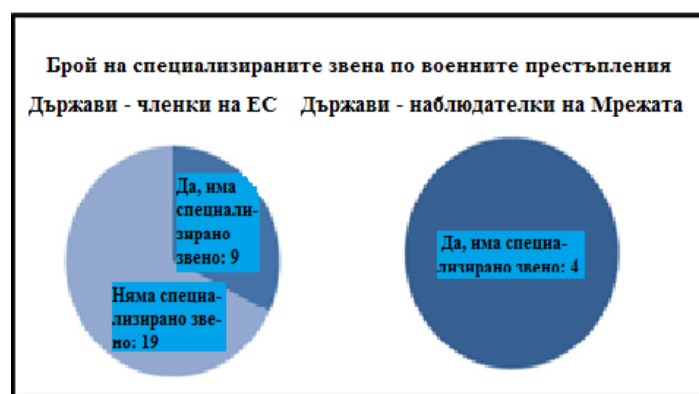 Брой на специализираните звена по военните престъпления
Държави - членки на ЕС
Държави - наблюдателки на Мрежата
Да, има
специали-
зирано
звено: 9
Няма специа-
лизирано зве-
но: 19
Да, има специа-
лизирано звено: 4